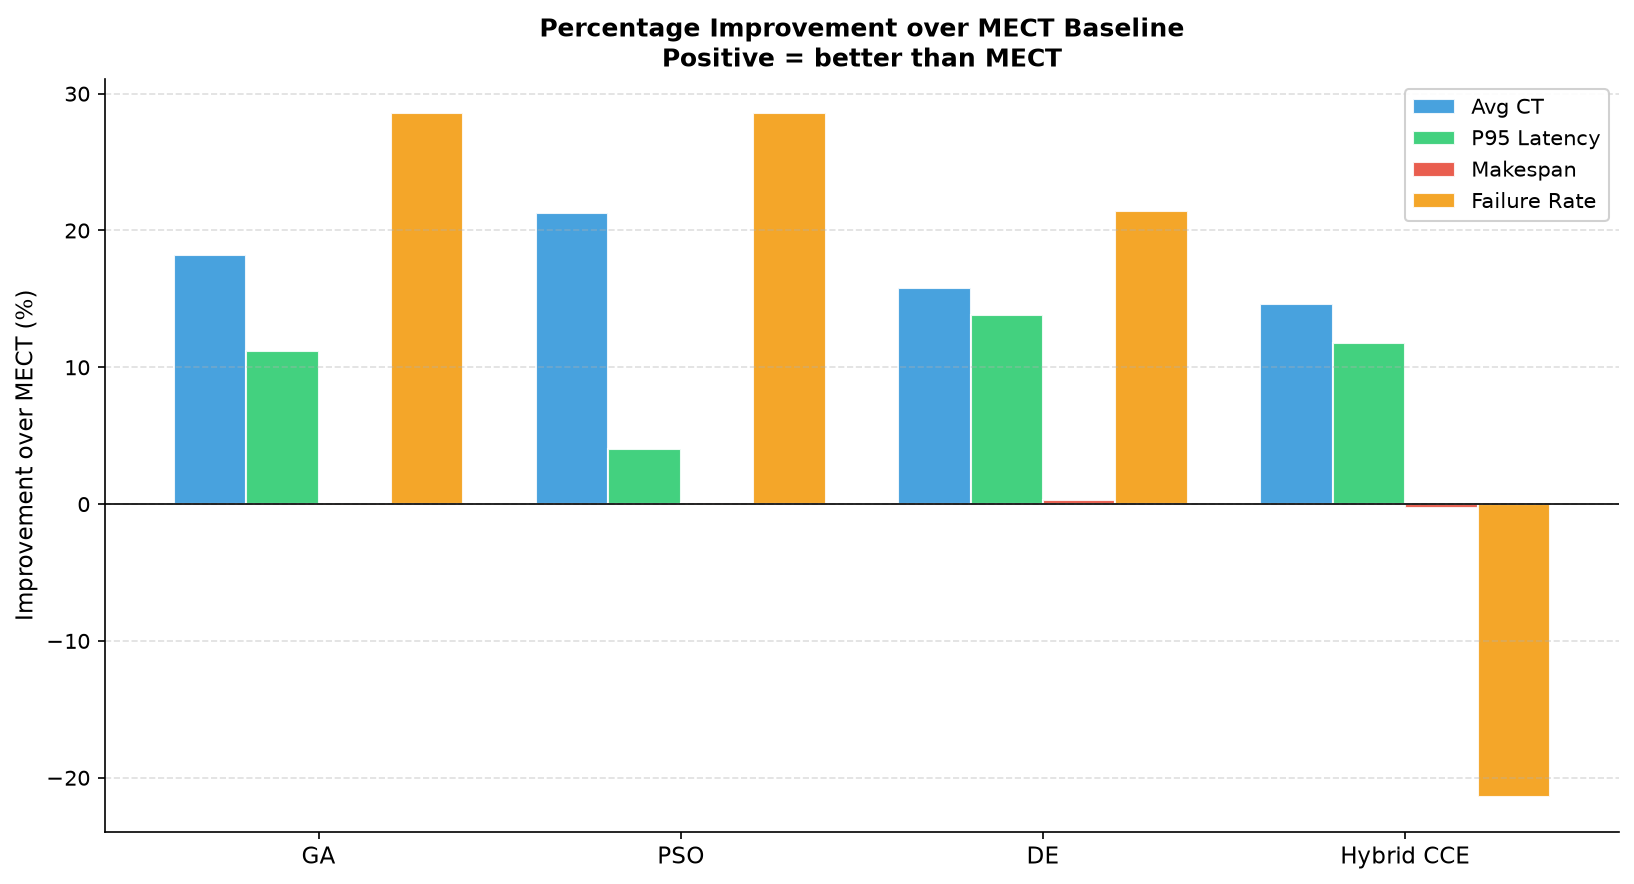 Percentage Improvement over MECT Baseline
Positive = better than MECT
Avg CT
P95 Latency
Makespan
Failure Rate
Improvement over MECT (%)
30
20
10
0
−10
−20
GA
PSO
DE
Hybrid CCE